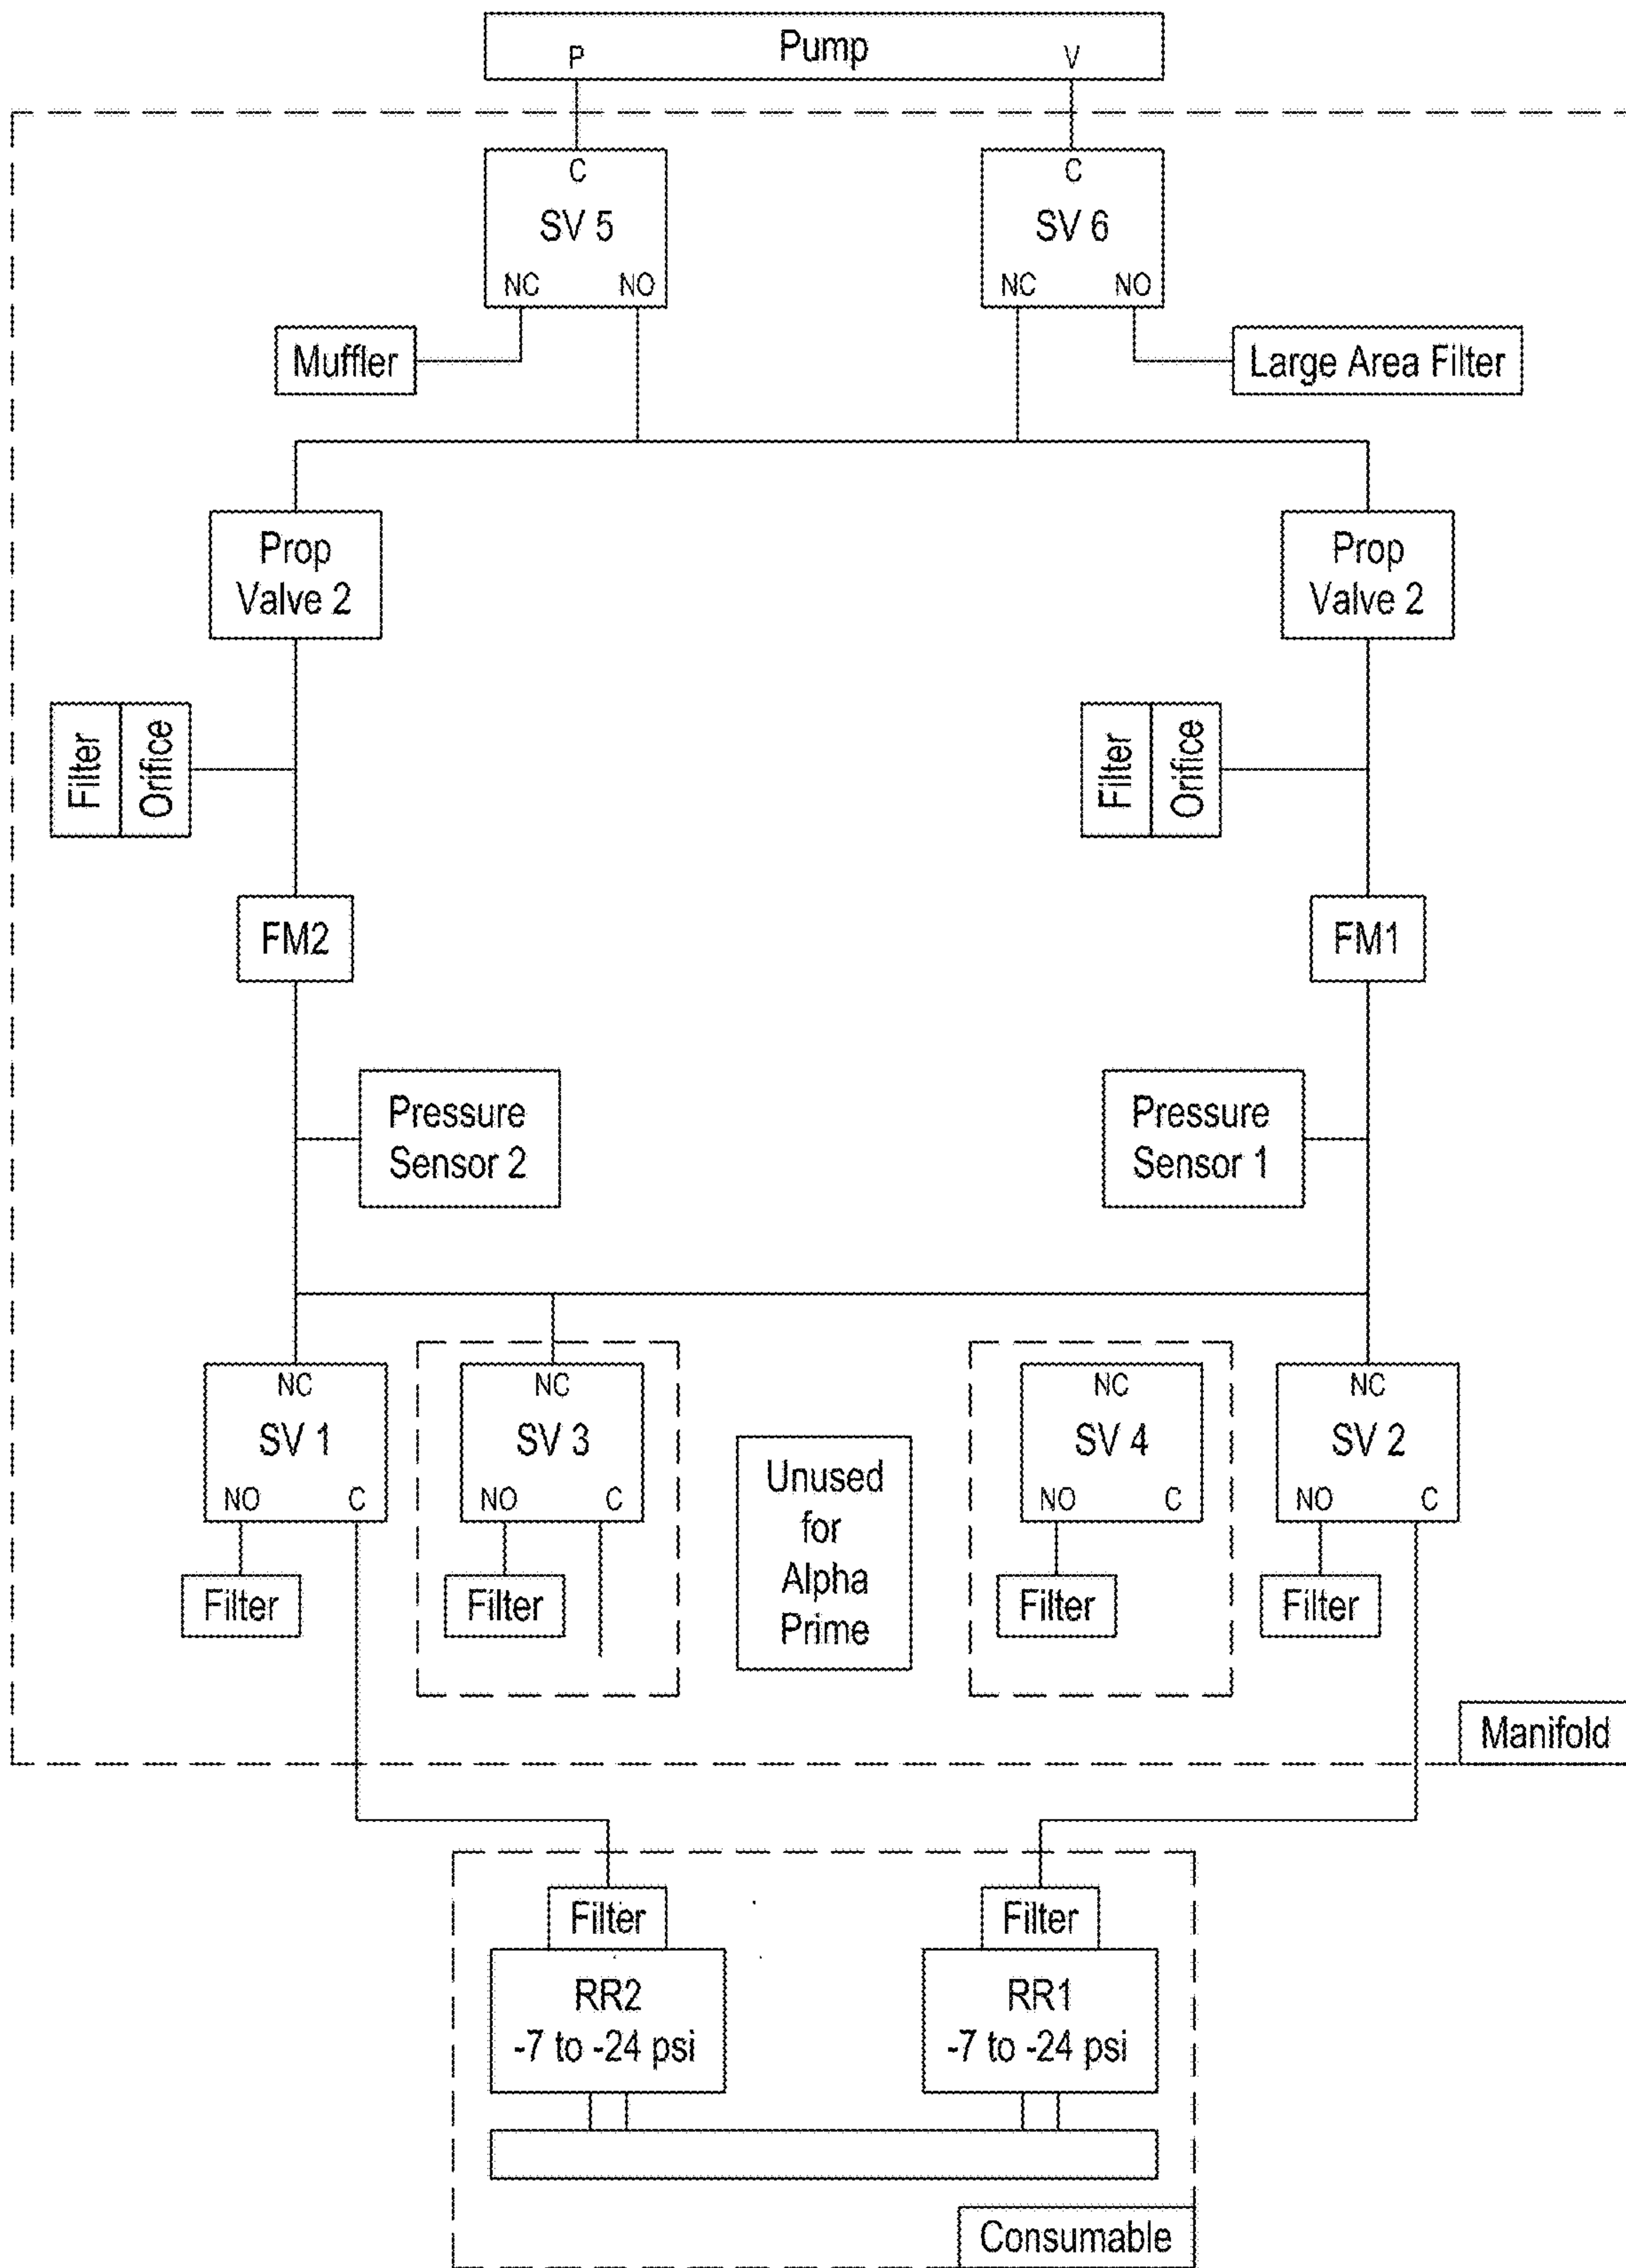 P Pump V
C
SV 5
NC NO
C
SV 6
NC NO
Muffler
Large Area Filter
Prop
Valve 2
Prop
Valve 2
Filter
Orifice
Filter
Orifice
FM2
FM1
Pressure
Sensor 2
Pressure
Sensor 1
NC
SV 1
NO C
NC
SV 3
NO C
NC
SV 4
NO C
NC
SV 2
NO C
Unused
for
Alpha
Prime
Filter
Filter
Filter
Filter
Manifold
Filter
Filter
RR2
-7 to -24 psi
RR1
-7 to -24 psi
Consumable